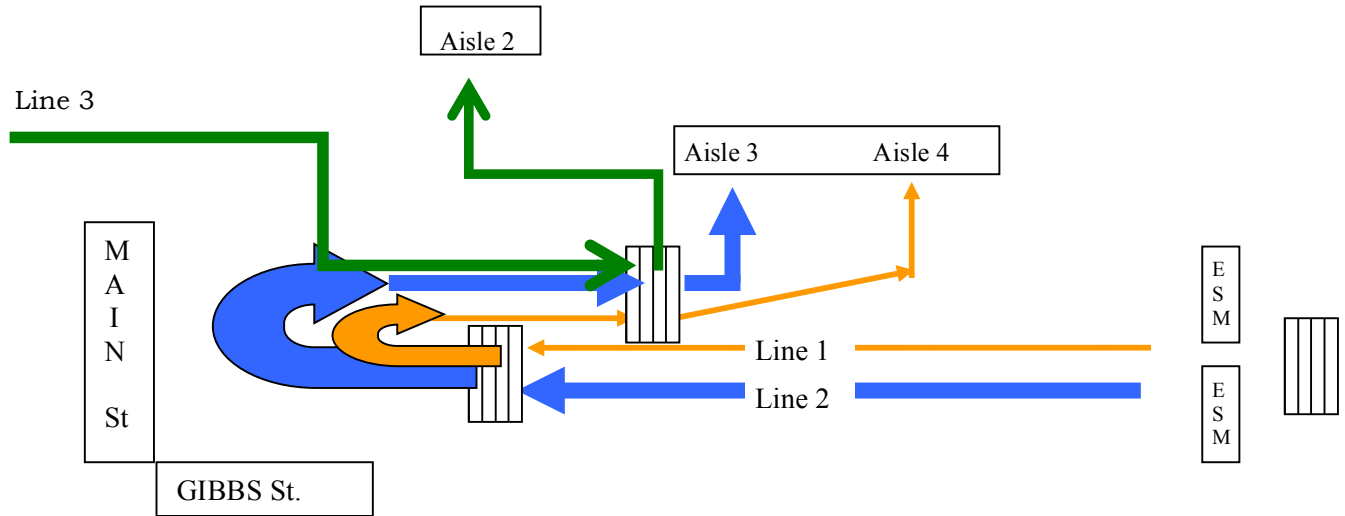 Aisle 2
Line 3
Aisle 3 Aisle 4
M
A
I
N
St
E
S
M
Line 1
Line 2
E
S
M
GIBBS St.